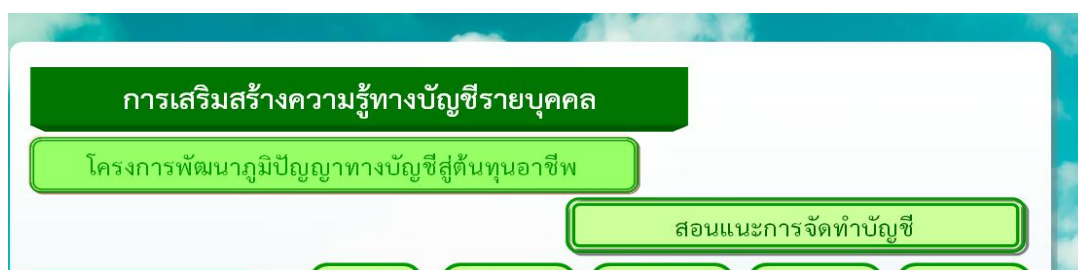 การเสริมสร้างความรู้ทางบัญชีรายบุคคล
โครงการพัฒนาภูมิปัญญาทางบัญชีสู่ต้นทุนอาชีพ
สอนแนะการจัดทำบัญชี